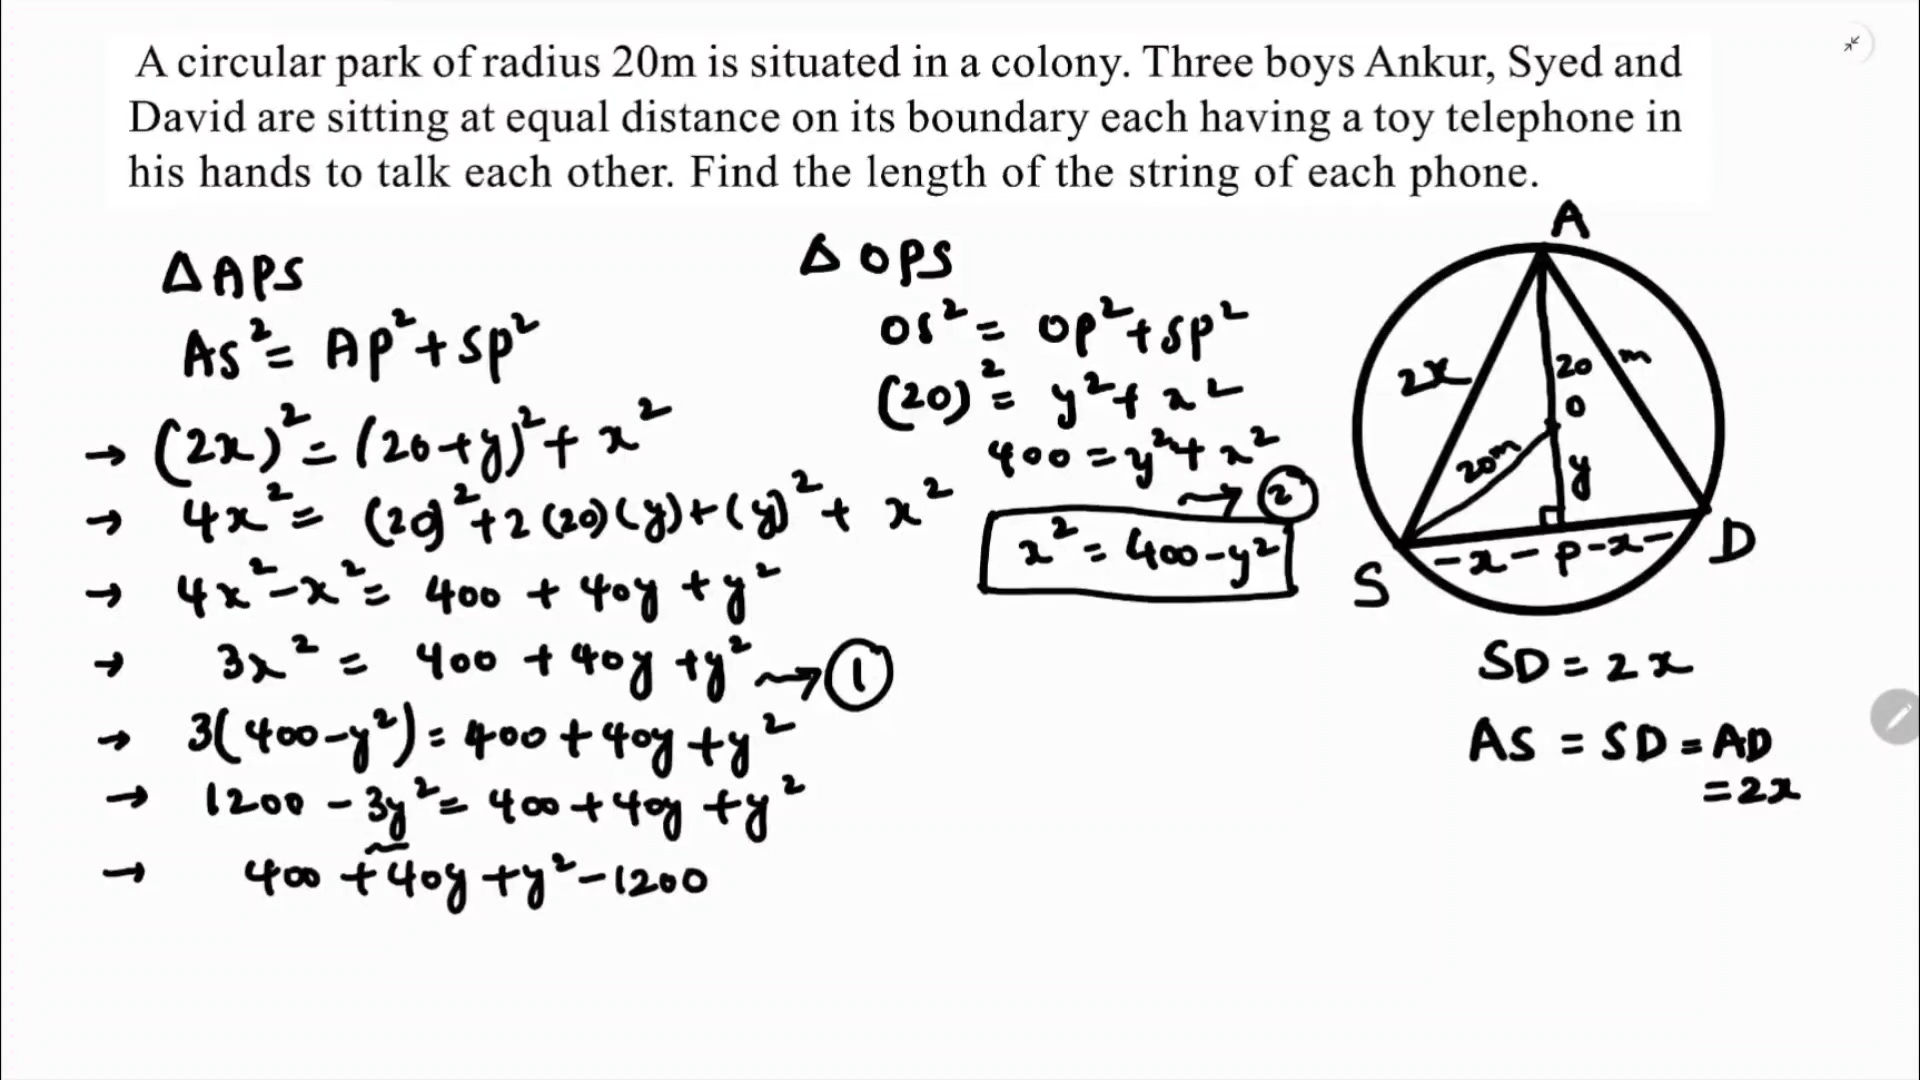 A circular park of radius 20m is situated in a colony. Three boys Ankur, Syed and
David are sitting at equal distance on its boundary each having a toy telephone in
his hands to talk each other. Find the length of the string of each phone.
Δ APS
AS² = AP² + SP²
→ (2x)² = (20+y)² + x²
→ 4x² = (20)² + 2(20)(y) + (y)² + x²
→ 4x² - x² = 400 + 40y + y²
→ 3x² = 400 + 40y + y² → ①
→ 3(400-y²) = 400 + 40y + y²
→ 1200 - 3y² = 400 + 40y + y²
→ 400 + 40y + y² - 1200
Δ OPS
OS² = OP² + SP²
(20)² = y² + x²
400 = y² + x²
→ ②
x² = 400 - y²
A
2x
20 m
O
20m
y
S
-x- P -x-
D
SD = 2x
AS = SD = AD
= 2x